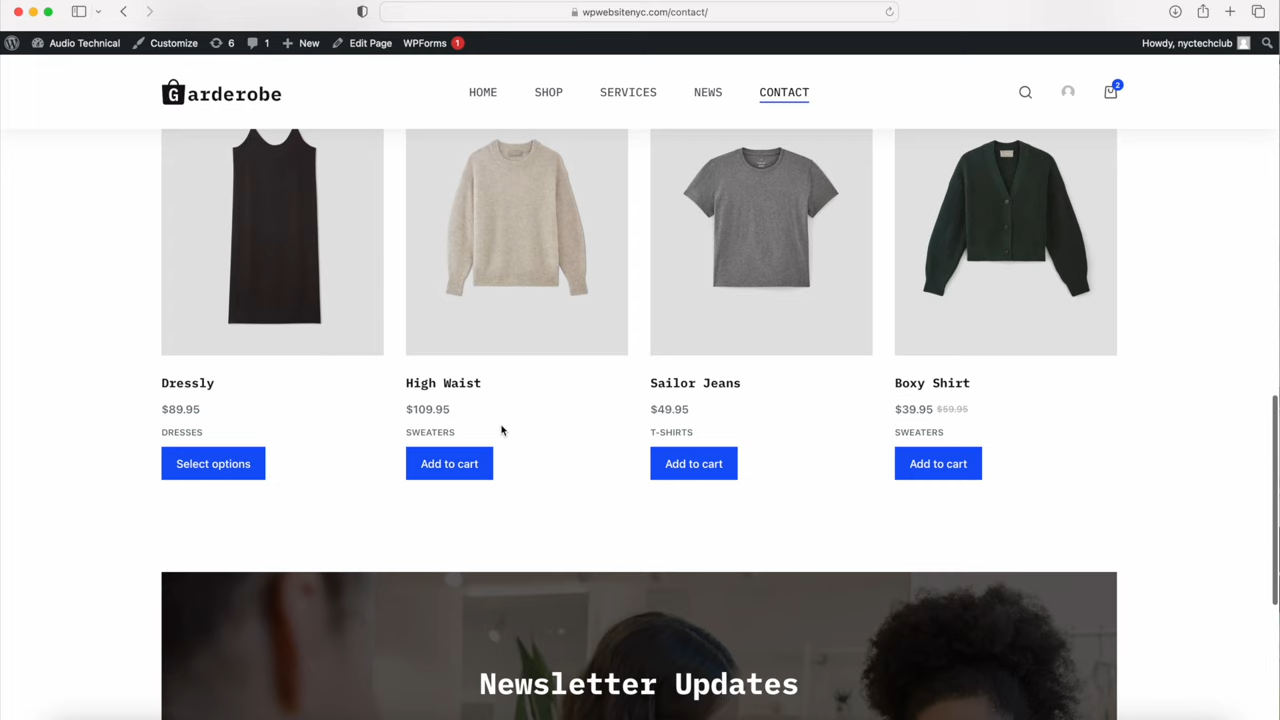 wpwebsitenyc.com/contact/
Audio Technical Customize 6 1 New Edit Page WPForms 1 Howdy, nyctechclub
Garderobe HOME SHOP SERVICES NEWS CONTACT 2
Dressly High Waist Sailor Jeans Boxy Shirt
$89.95 $109.95 $49.95 $39.95 $59.95
DRESSES SWEATERS T-SHIRTS SWEATERS
Select options Add to cart Add to cart Add to cart
Newsletter Updates